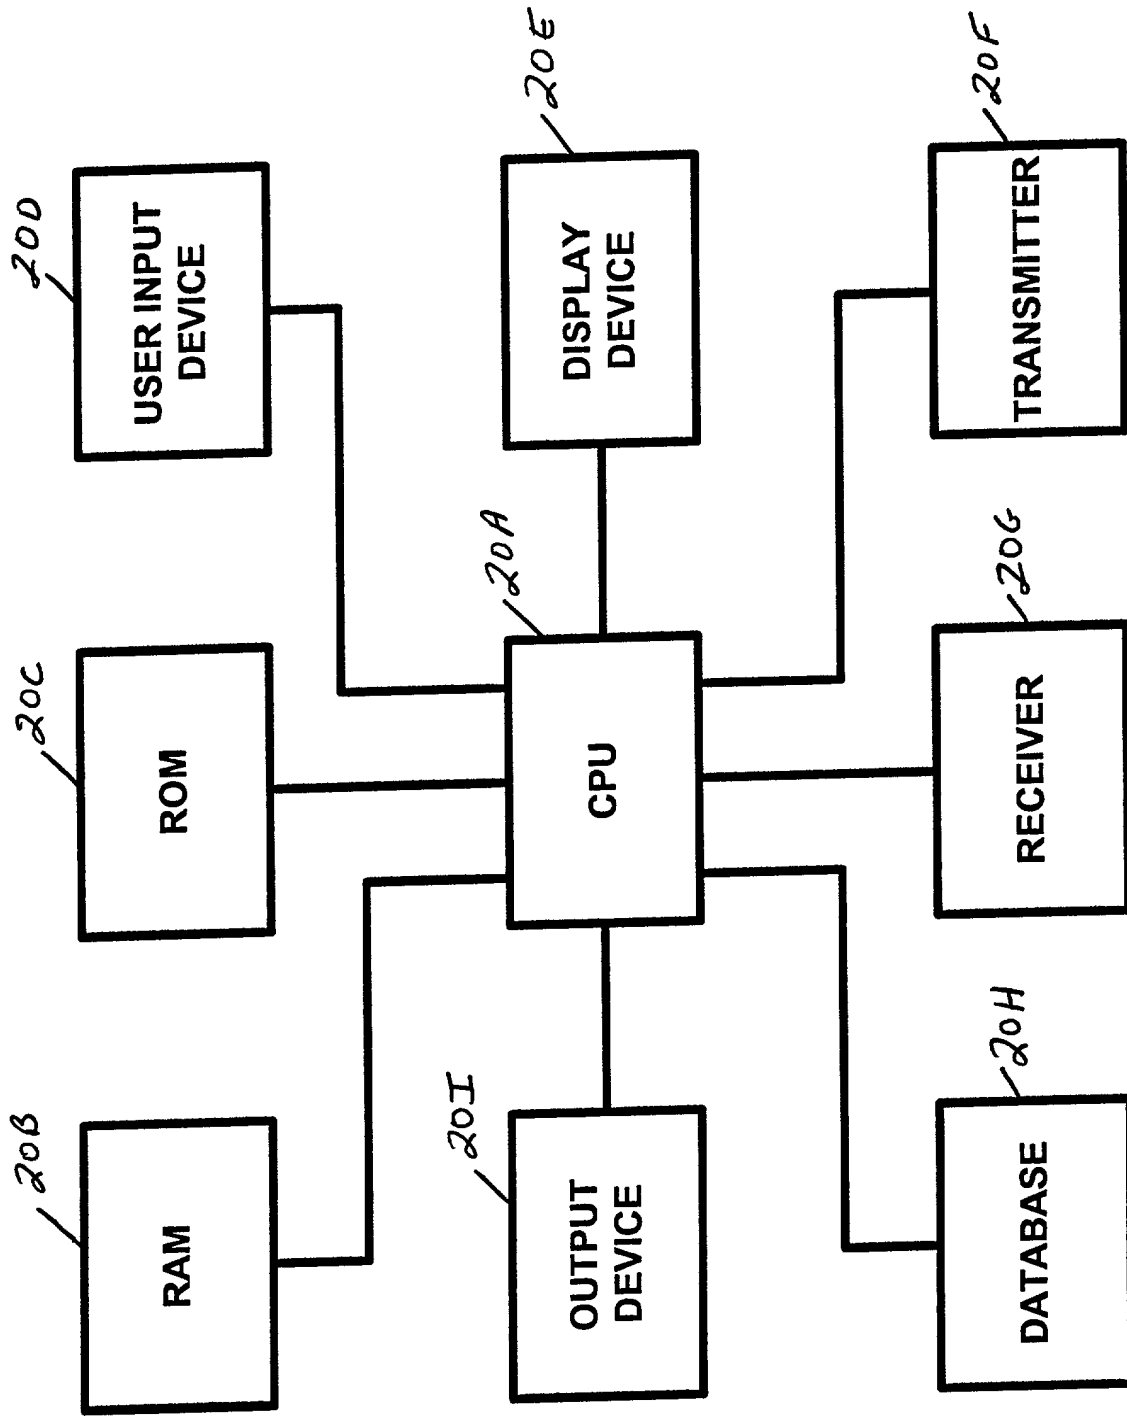 20B
RAM
20C
ROM
20D
USER INPUT
DEVICE
20I
OUTPUT
DEVICE
20A
CPU
20E
DISPLAY
DEVICE
20H
DATABASE
20G
RECEIVER
20F
TRANSMITTER